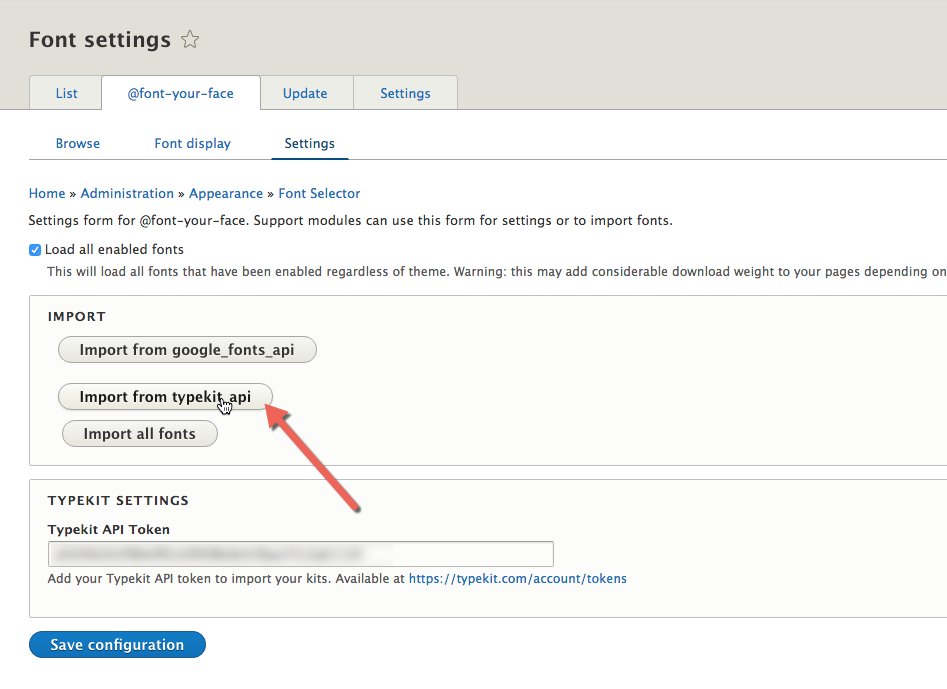 Font settings
List @font-your-face Update Settings
Browse Font display Settings
Home » Administration » Appearance » Font Selector
Settings form for @font-your-face. Support modules can use this form for settings or to import fonts.
Load all enabled fonts
This will load all fonts that have been enabled regardless of theme. Warning: this may add considerable download weight to your pages depending on
IMPORT
Import from google_fonts_api
Import from typekit_api
Import all fonts
TYPEKIT SETTINGS
Typekit API Token
Add your Typekit API token to import your kits. Available at https://typekit.com/account/tokens
Save configuration